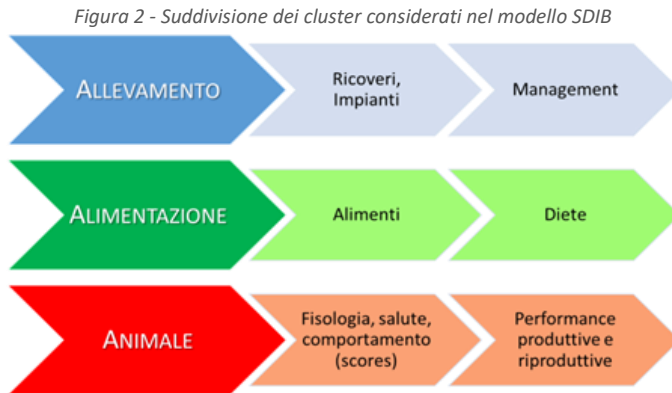 Figura 2 - Suddivisione dei cluster considerati nel modello SDIB
ALLEVAMENTO
Ricoveri,
Impianti
Management
ALIMENTAZIONE
Alimenti
Diete
ANIMALE
Fisologia, salute,
comportamento
(scores)
Performance
produttive e
riproduttive